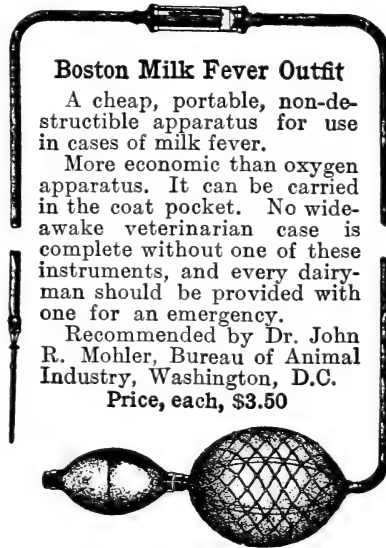 Boston Milk Fever Outfit
A cheap, portable, non-de-
structible apparatus for use
in cases of milk fever.
More economic than oxygen
apparatus. It can be carried
in the coat pocket. No wide-
awake veterinarian case is
complete without one of these
instruments, and every dairy-
man should be provided with
one for an emergency.
Recommended by Dr. John
R. Mohler, Bureau of Animal
Industry, Washington, D.C.
Price, each, $3.50